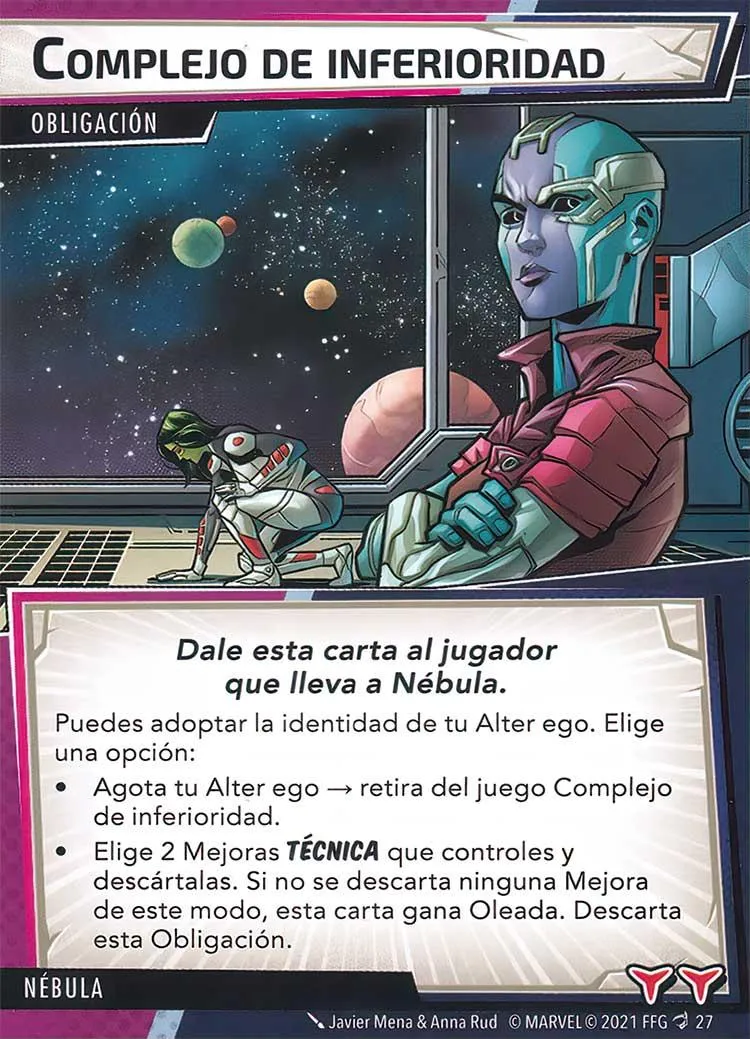 COMPLEJO DE INFERIORIDAD
OBLIGACIÓN
Dale esta carta al jugador
que lleva a Nébula.
Puedes adoptar la identidad de tu Alter ego. Elige
una opción:
• Agota tu Alter ego → retira del juego Complejo
de inferioridad.
• Elige 2 Mejoras TÉCNICA que controles y
descártalas. Si no se descarta ninguna Mejora
de este modo, esta carta gana Oleada. Descarta
esta Obligación.
NÉBULA
Javier Mena & Anna Rud © MARVEL © 2021 FFG 27